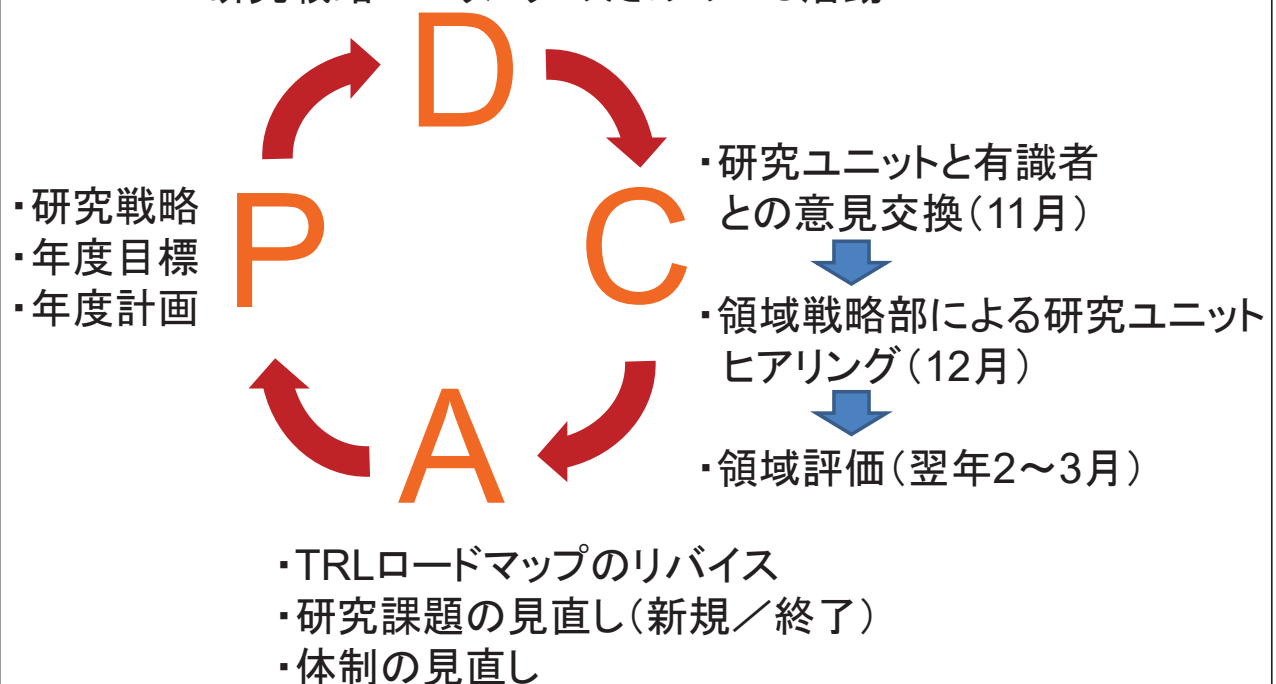 D
・研究戦略
・年度目標
・年度計画
P
C
・研究ユニットと有識者
との意見交換（11月）
・領域戦略部による研究ユニット
ヒアリング（12月）
・領域評価（翌年2～3月）
A
・TRLロードマップのリバイス
・研究課題の見直し（新規／終了）
・体制の見直し